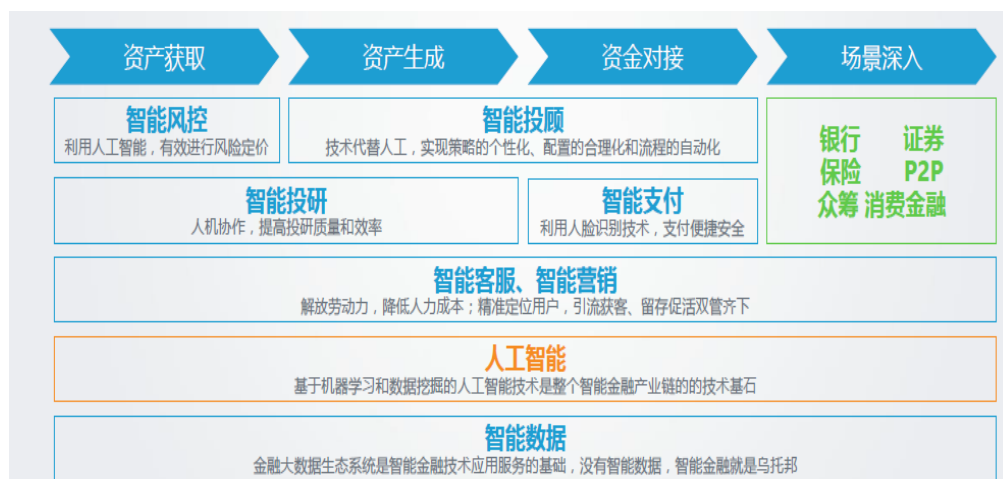 资产获取 资产生成 资金对接 场景深入
智能风控
利用人工智能，有效进行风险定价
智能投顾
技术代替人工，实现策略的个性化、配置的合理化和流程的自动化
银行 证券
保险 P2P
众筹 消费金融
智能投研
人机协作，提高投研质量和效率
智能支付
利用人脸识别技术，支付便捷安全
智能客服、智能营销
解放劳动力，降低人力成本；精准定位用户，引流获客、留存促活双管齐下
人工智能
基于机器学习和数据挖掘的人工智能技术是整个智能金融产业链的的技术基石
智能数据
金融大数据生态系统是智能金融技术应用服务的基础，没有智能数据，智能金融就是乌托邦